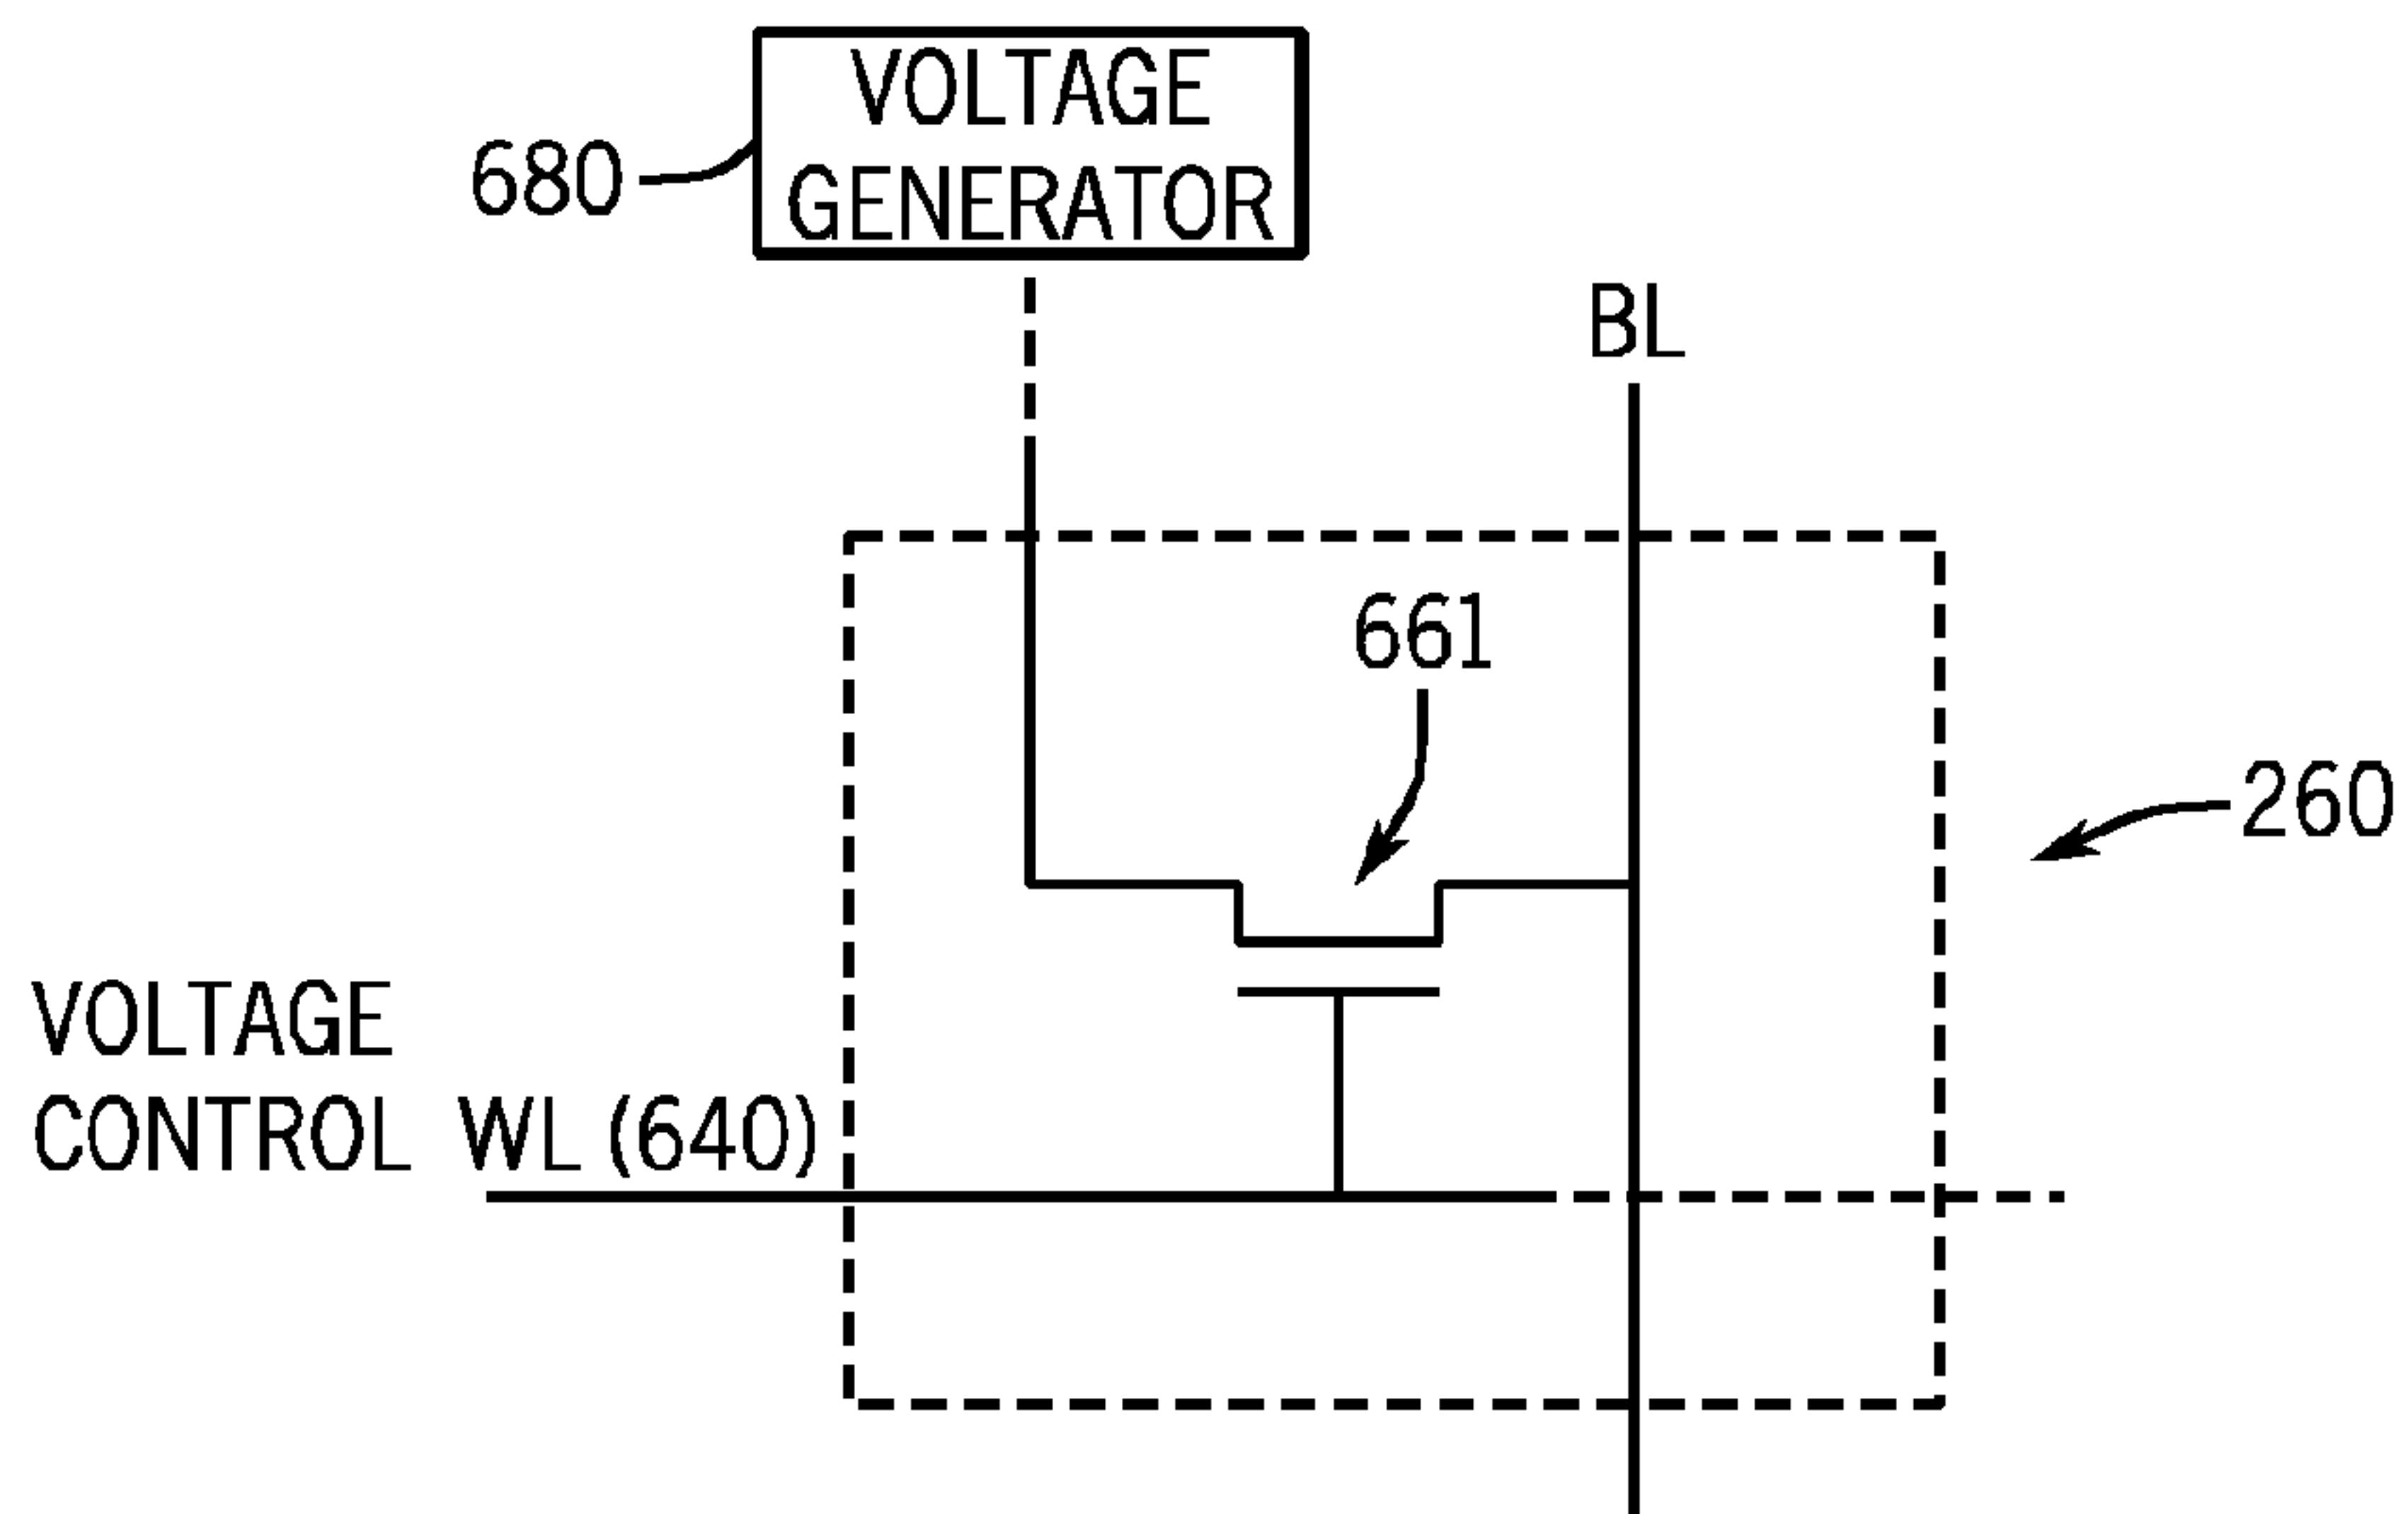 VOLTAGE
GENERATOR
680
BL
661
260
VOLTAGE
CONTROL WL (640)